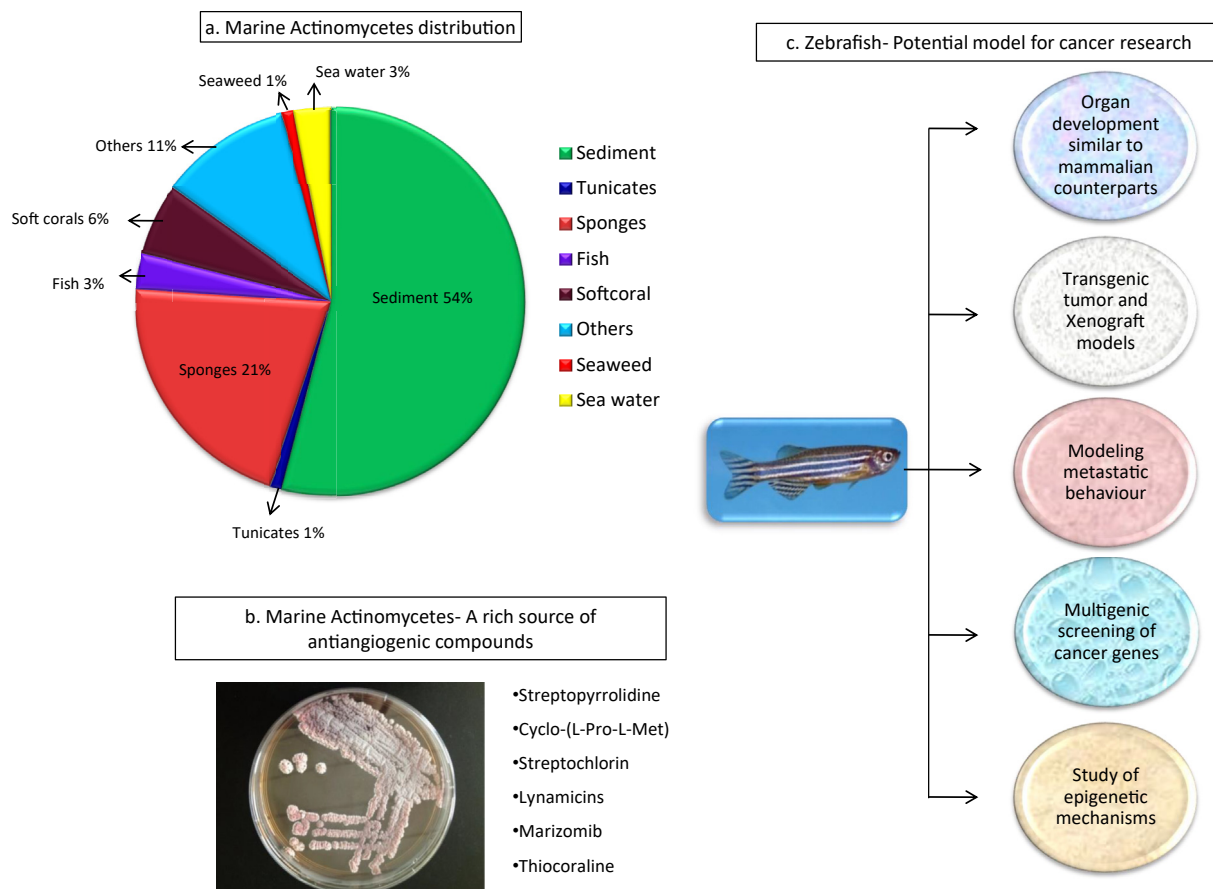 a. Marine Actinomycetes distribution
Seaweed 1%
Sea water 3%
Others 11%
Soft corals 6%
Fish 3%
Sponges 21%
Tunicates 1%
Sediment 54%
Sediment
Tunicates
Sponges
Fish
Softcoral
Others
Seaweed
Sea water
b. Marine Actinomycetes- A rich source of
antiangiogenic compounds
•Streptopyrrolidine
•Cyclo-(L-Pro-L-Met)
•Streptochlorin
•Lynamicins
•Marizomib
•Thiocoraline
c. Zebrafish- Potential model for cancer research
Organ
development
similar to
mammalian
counterparts
Transgenic
tumor and
Xenograft
models
Modeling
metastatic
behaviour
Multigenic
screening of
cancer genes
Study of
epigenetic
mechanisms